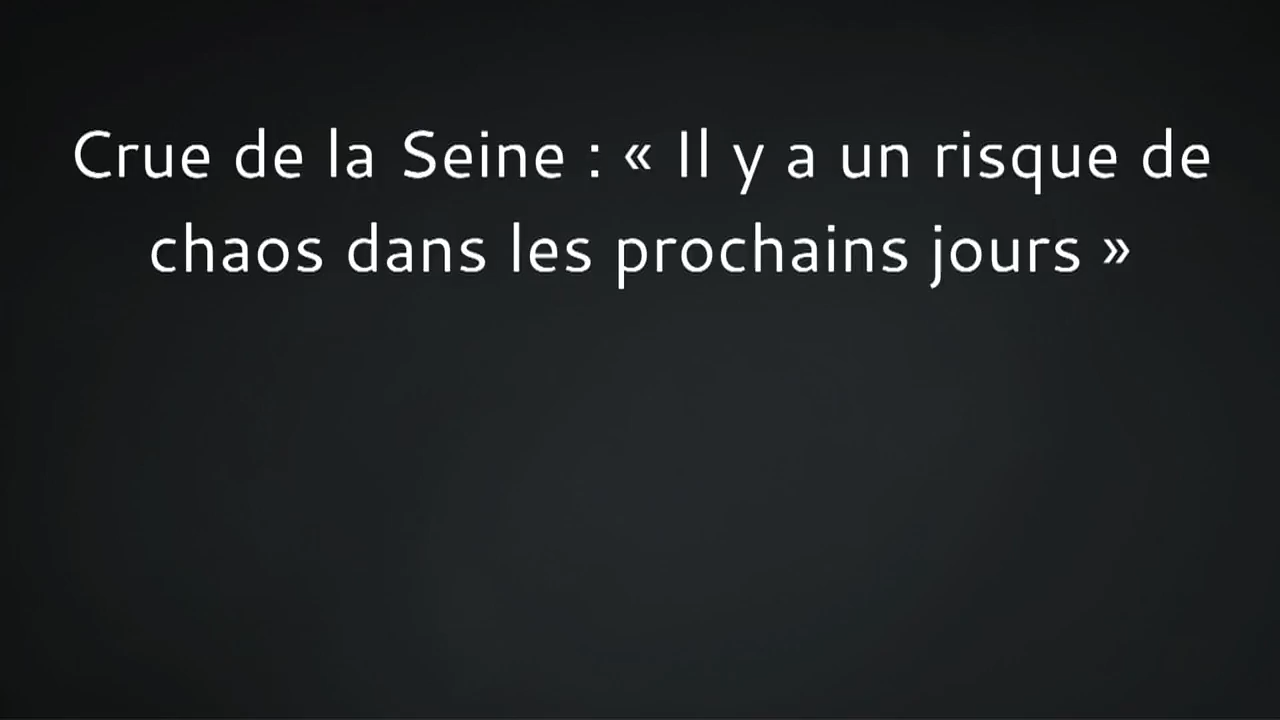 Crue de la Seine : « Il y a un risque de
chaos dans les prochains jours »